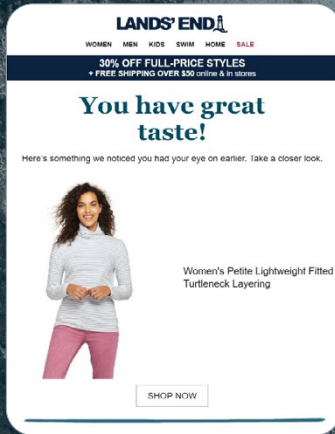 LANDS' END
WOMEN MEN KIDS SWIM HOME SALE
30% OFF FULL-PRICE STYLES
+ FREE SHIPPING OVER $50 online & in stores
You have great
taste!
Here's something we noticed you had your eye on earlier. Take a closer look.
Women's Petite Lightweight Fitted
Turtleneck Layering
SHOP NOW